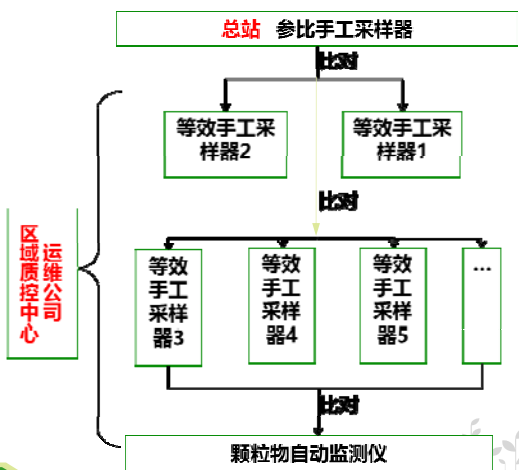 总站 参比手工采样器
比对
等效手工采
样器2
等效手工采
样器1
比对
运维公司
区域质控中心
等效
手工
采样
器3
等效
手工
采样
器4
等效
手工
采样
器5
...
比对
颗粒物自动监测仪